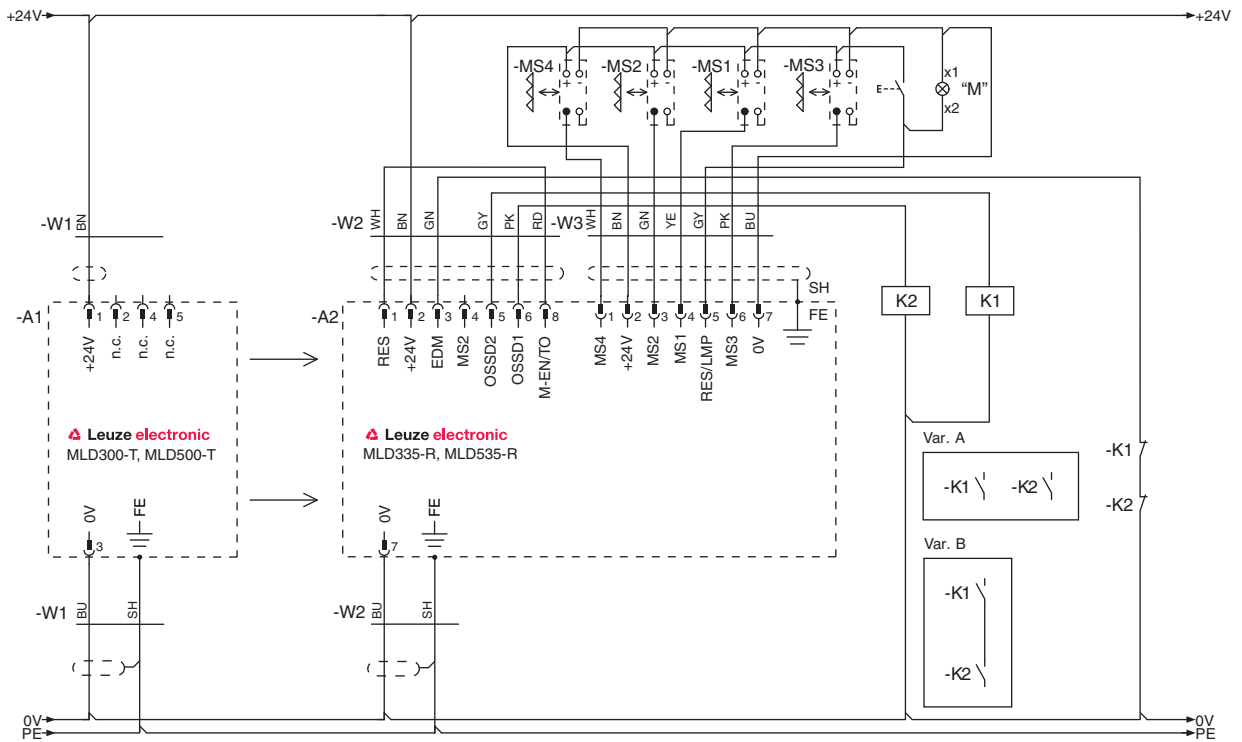 +24V +24V
-MS4 -MS2 -MS1 -MS3
+ - + - + - + -
E x1 "M"
x2
-W1 BN -W2 WH BN GN GY PK RD -W3 WH BN GN YE GY PK BU
SH
FE
K2 K1
-A1 1 2 4 5 -A2 1 2 3 4 5 6 8 1 2 3 4 5 6 7
+24V n.c. n.c. n.c. RES +24V EDM MS2 OSSD2 OSSD1 M-EN/TO MS4 +24V MS2 MS1 RES/LMP MS3 0V
Leuze electronic
MLD300-T, MLD500-T
Leuze electronic
MLD335-R, MLD535-R
Var. A
-K1 -K2
-K1
-K2
0V FE 0V FE
3 7
Var. B
-K1
-K2
-W1 BU SH -W2 BU SH
0V 0V
PE PE